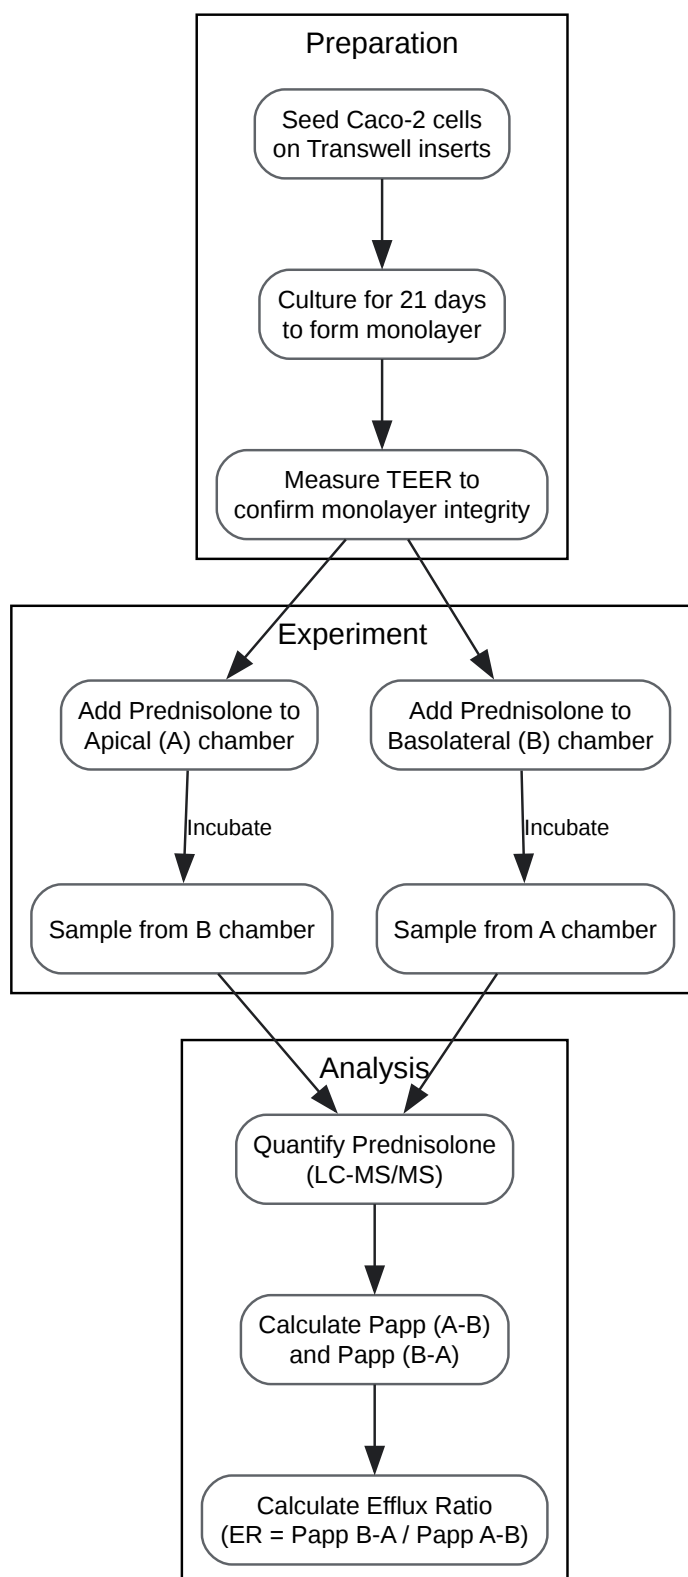 Preparation
Seed Caco-2 cells
on Transwell inserts
Culture for 21 days
to form monolayer
Measure TEER to
confirm monolayer integrity
Experiment
Add Prednisolone to
Apical (A) chamber
Add Prednisolone to
Basolateral (B) chamber
Incubate
Incubate
Sample from B chamber
Sample from A chamber
Analysis
Quantify Prednisolone
(LC-MS/MS)
Calculate Papp (A-B)
and Papp (B-A)
Calculate Efflux Ratio
(ER = Papp B-A / Papp A-B)